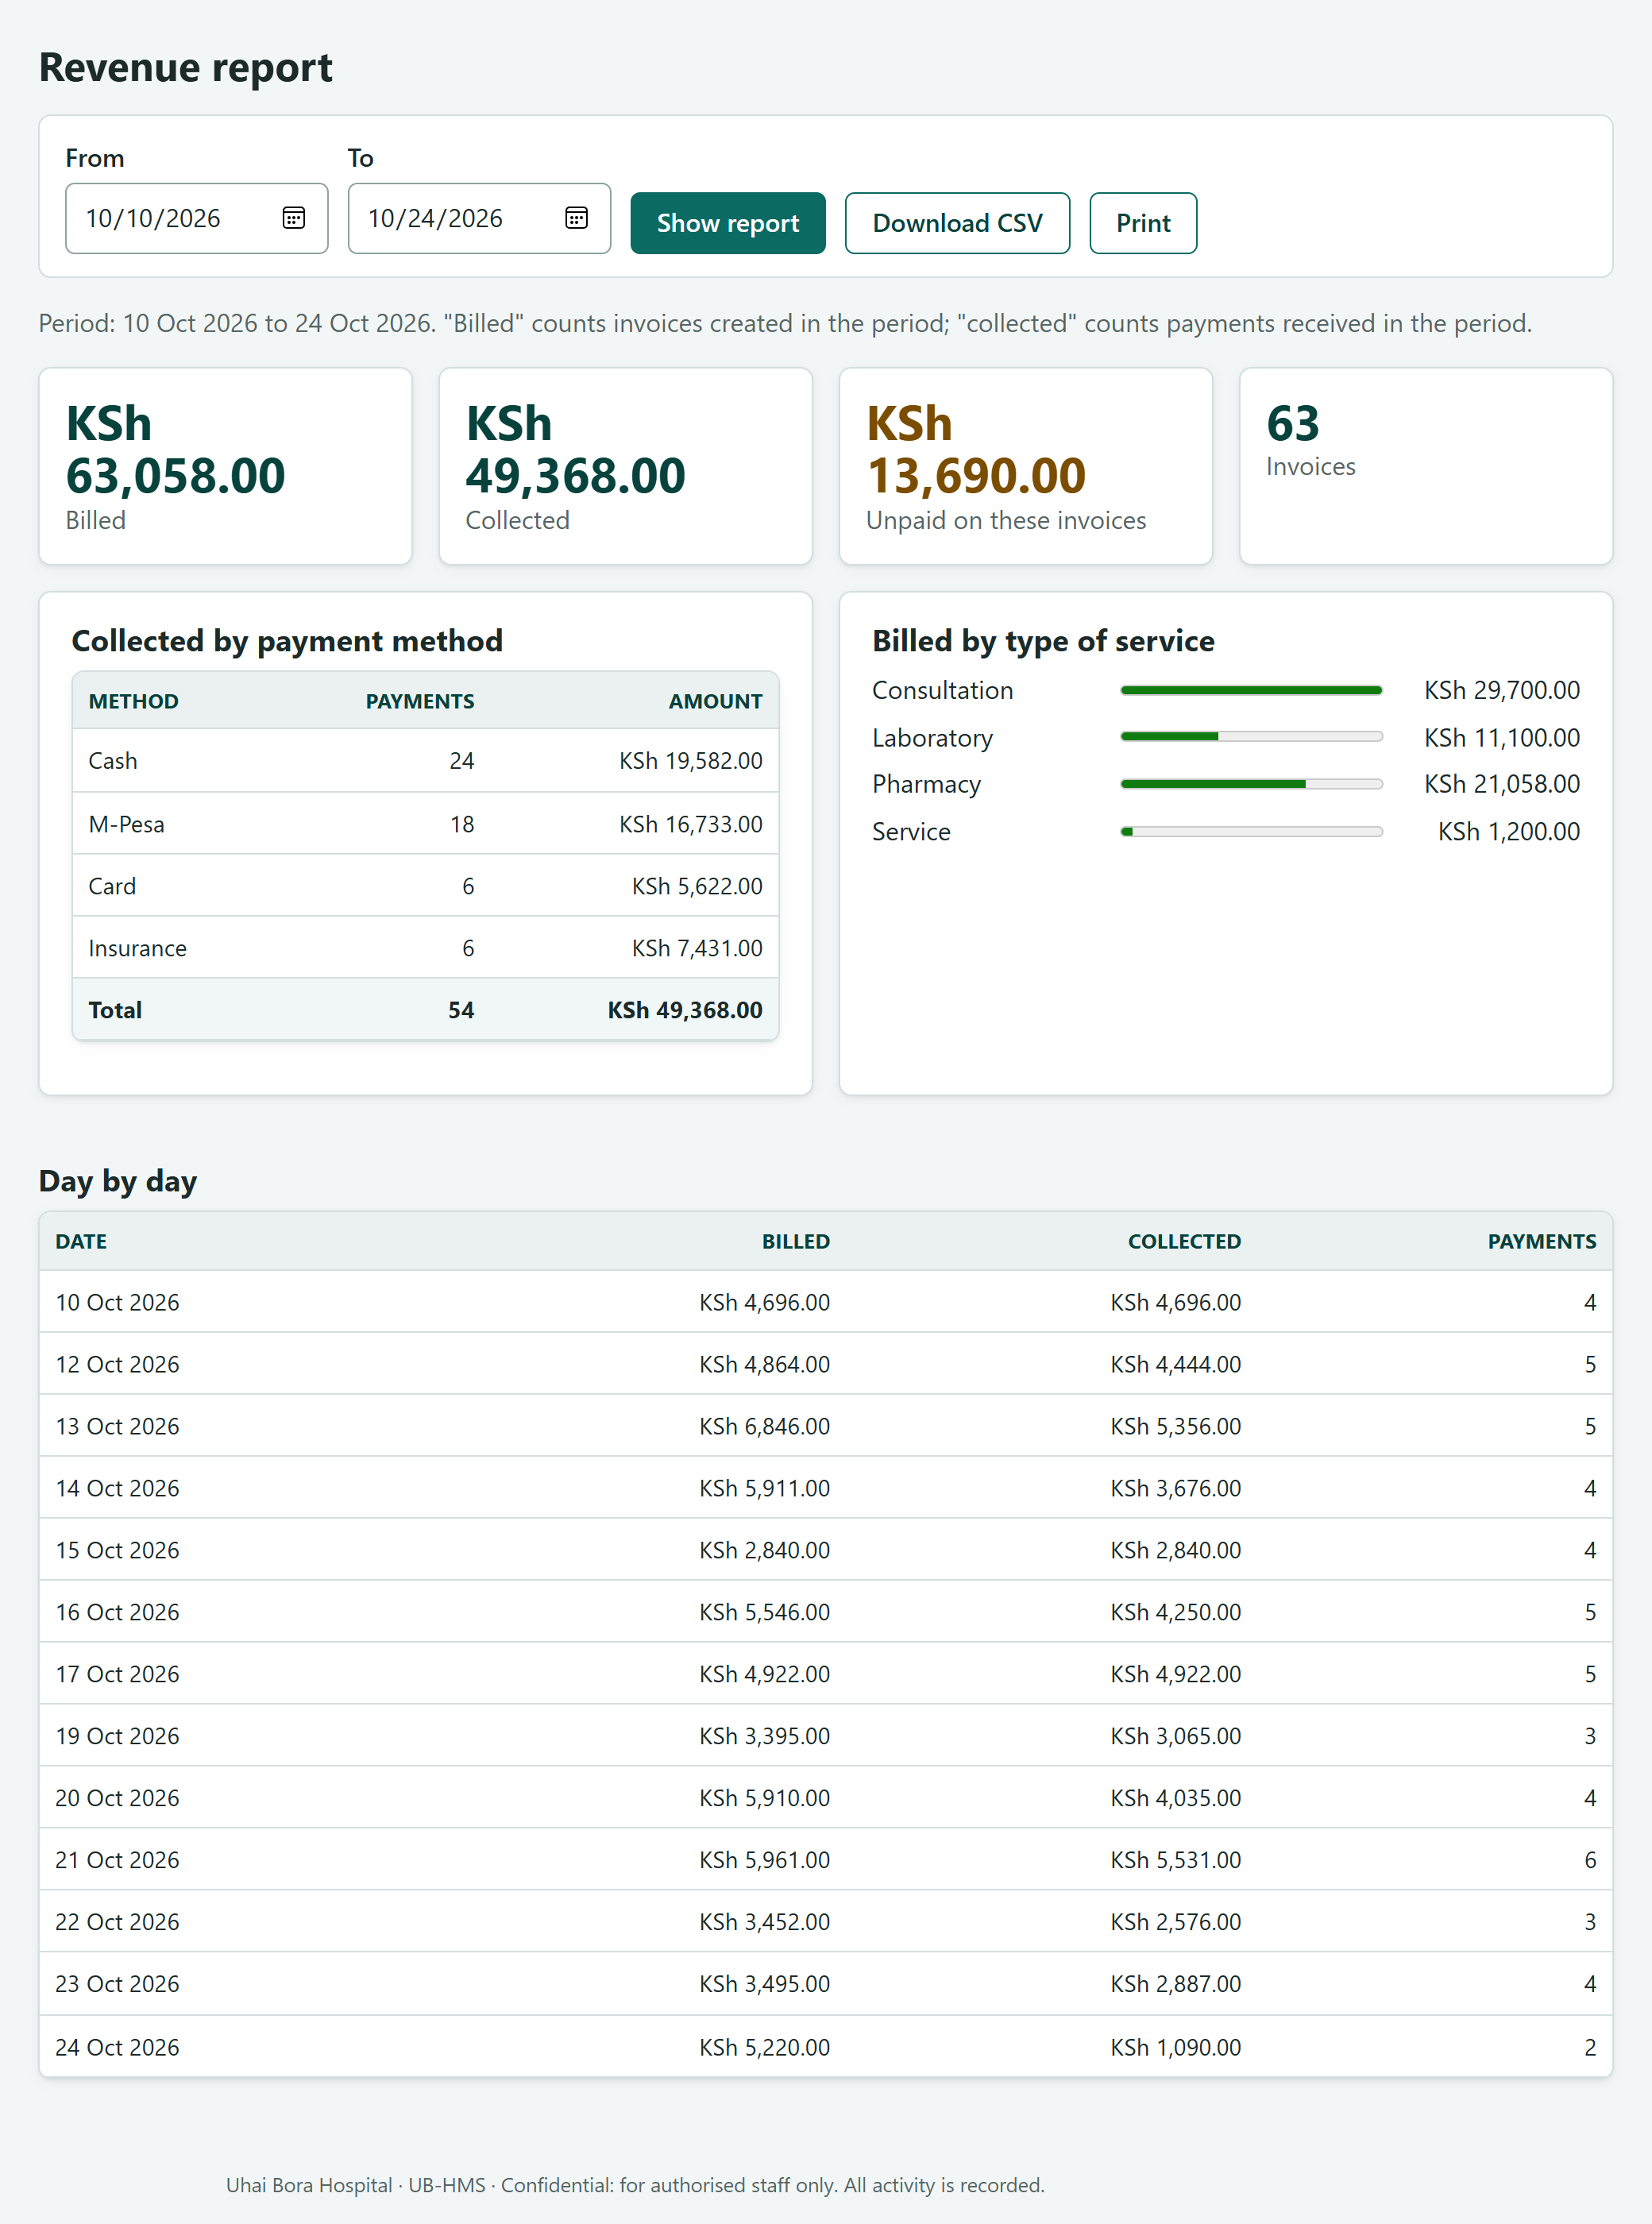 Revenue report
From To
10/10/2026 10/24/2026 Show report Download CSV Print
Period: 10 Oct 2026 to 24 Oct 2026. "Billed" counts invoices created in the period; "collected" counts payments received in the period.
KSh 63,058.00
Billed
KSh 49,368.00
Collected
KSh 13,690.00
Unpaid on these invoices
63
Invoices
Collected by payment method
METHOD PAYMENTS AMOUNT
Cash 24 KSh 19,582.00
M-Pesa 18 KSh 16,733.00
Card 6 KSh 5,622.00
Insurance 6 KSh 7,431.00
Total 54 KSh 49,368.00
Billed by type of service
Consultation KSh 29,700.00
Laboratory KSh 11,100.00
Pharmacy KSh 21,058.00
Service KSh 1,200.00
Day by day
DATE BILLED COLLECTED PAYMENTS
10 Oct 2026 KSh 4,696.00 KSh 4,696.00 4
12 Oct 2026 KSh 4,864.00 KSh 4,444.00 5
13 Oct 2026 KSh 6,846.00 KSh 5,356.00 5
14 Oct 2026 KSh 5,911.00 KSh 3,676.00 4
15 Oct 2026 KSh 2,840.00 KSh 2,840.00 4
16 Oct 2026 KSh 5,546.00 KSh 4,250.00 5
17 Oct 2026 KSh 4,922.00 KSh 4,922.00 5
19 Oct 2026 KSh 3,395.00 KSh 3,065.00 3
20 Oct 2026 KSh 5,910.00 KSh 4,035.00 4
21 Oct 2026 KSh 5,961.00 KSh 5,531.00 6
22 Oct 2026 KSh 3,452.00 KSh 2,576.00 3
23 Oct 2026 KSh 3,495.00 KSh 2,887.00 4
24 Oct 2026 KSh 5,220.00 KSh 1,090.00 2
Uhai Bora Hospital · UB-HMS · Confidential: for authorised staff only. All activity is recorded.